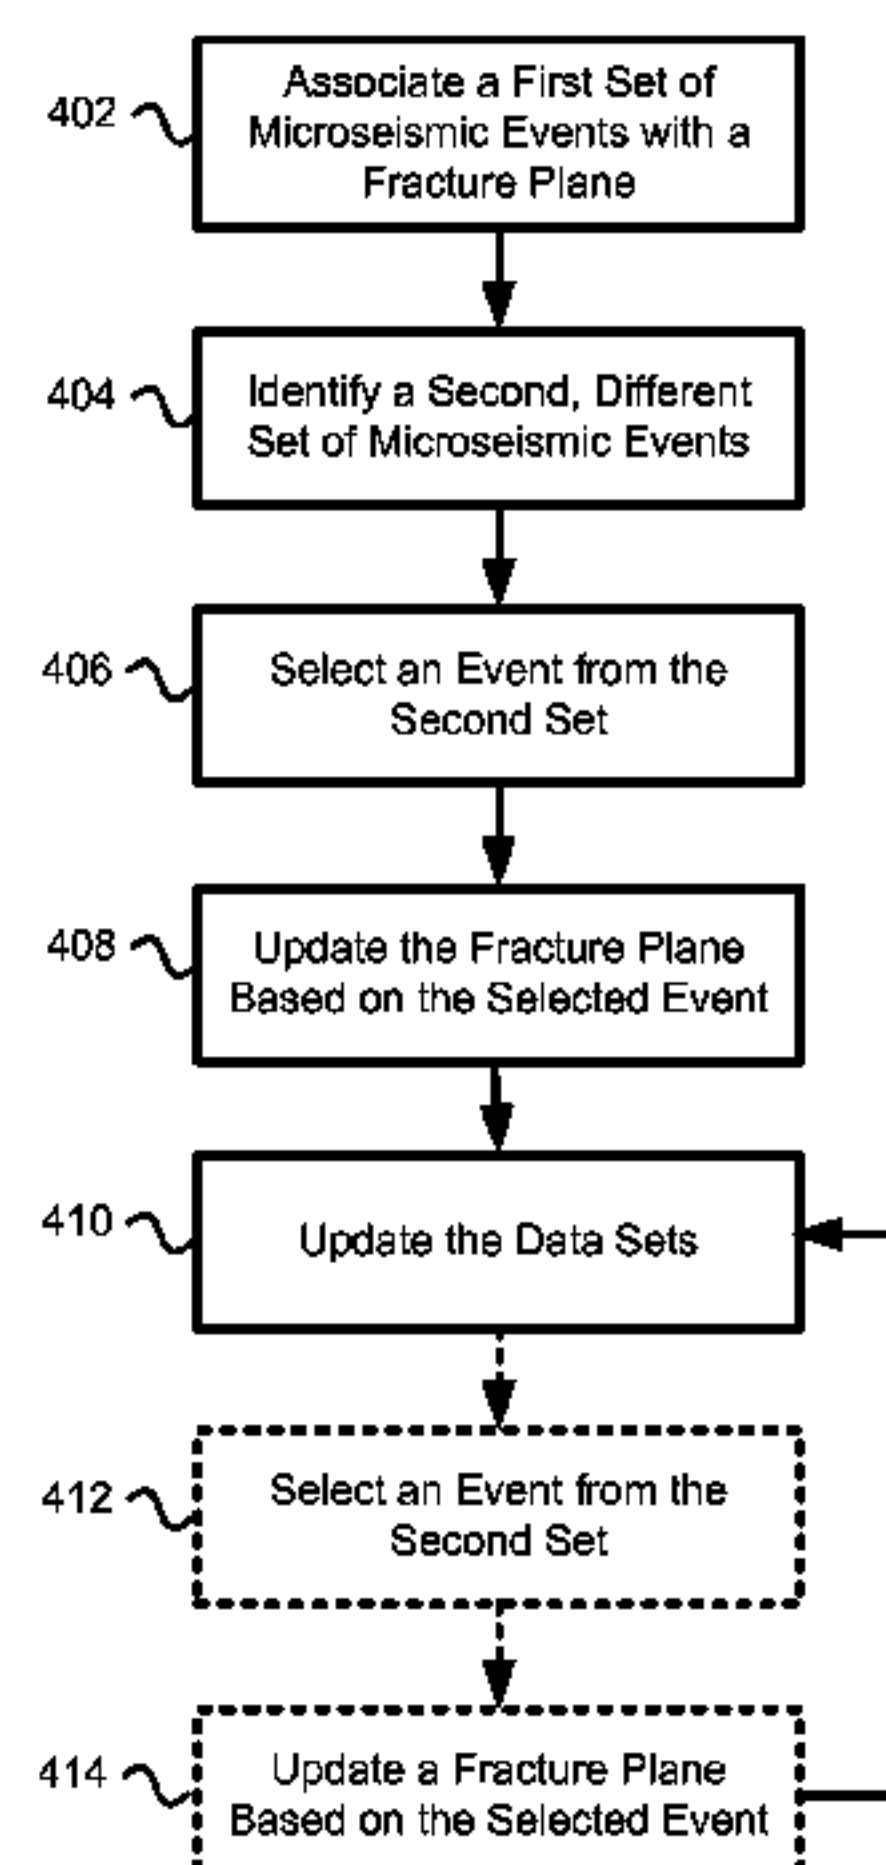 402
Associate a First Set of
Microseismic Events with a
Fracture Plane
404
Identify a Second, Different
Set of Microseismic Events
406
Select an Event from the
Second Set
408
Update the Fracture Plane
Based on the Selected Event
410
Update the Data Sets
412
Select an Event from the
Second Set
414
Update a Fracture Plane
Based on the Selected Event